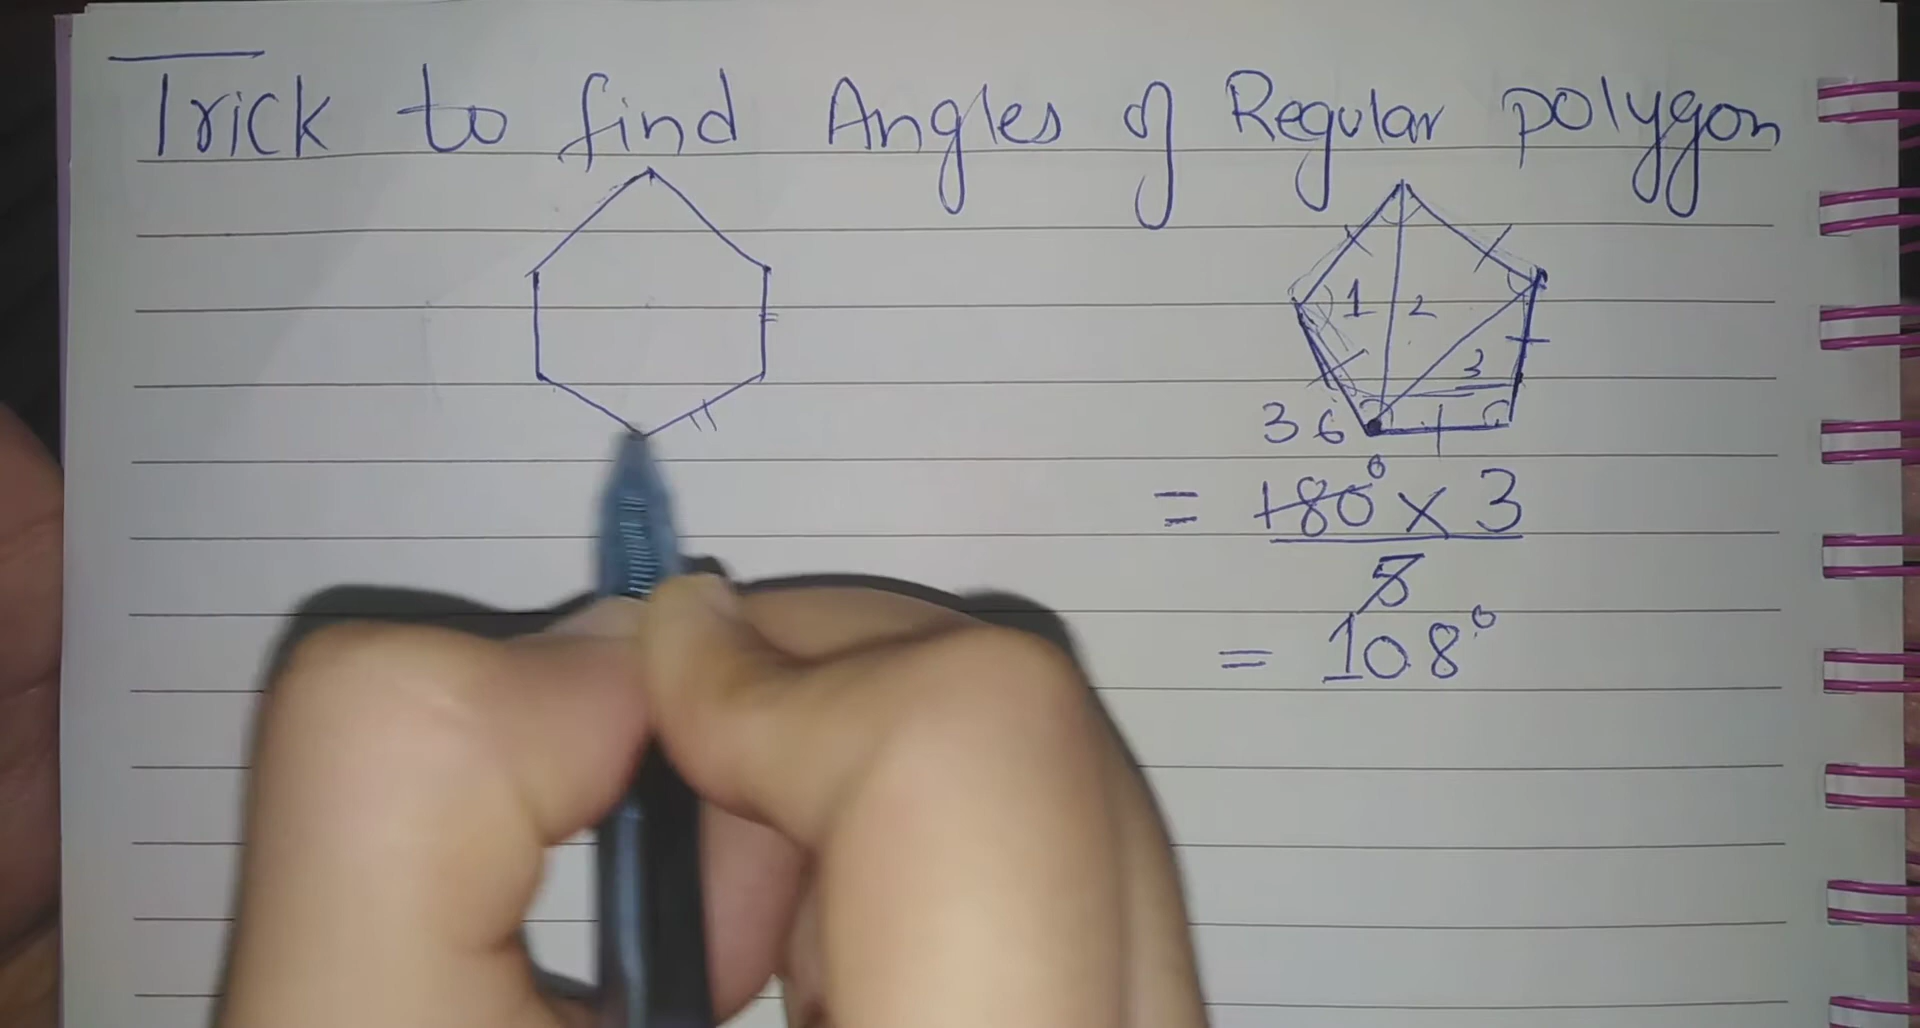 Trick to find Angles of Regular polygon
1 2
3
36
= 180° x 3
5
= 108°